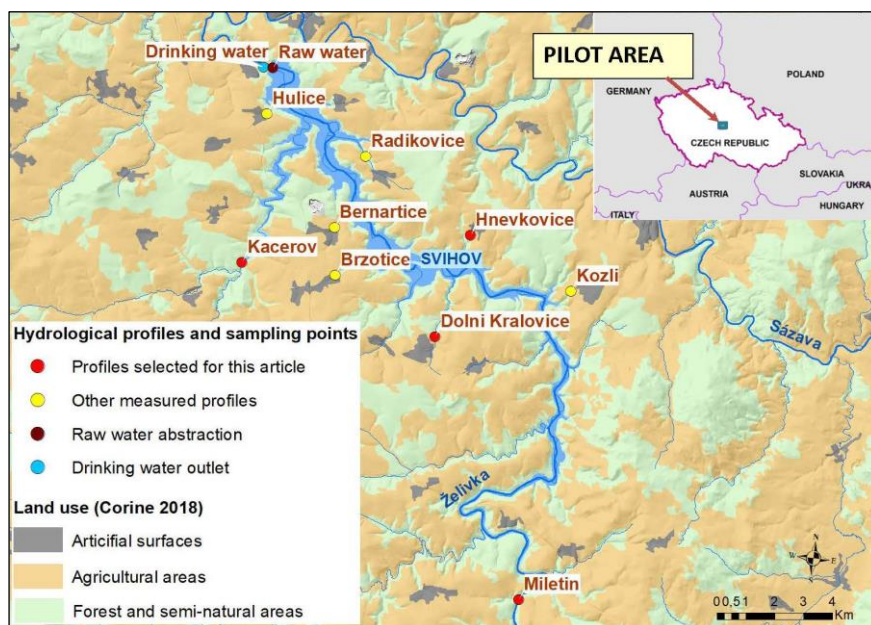 Drinking water
Raw water
Hulice
Radikovice
Bernartice
Hnevkovice
Kacerov
Brzotice
SVIHOV
Kozli
Dolni Kralovice
Sázava
Želivka
Miletin
PILOT AREA
GERMANY
POLAND
CZECH REPUBLIC
SLOVAKIA
UKRA
AUSTRIA
HUNGARY
ITALY
Hydrological profiles and sampling points
Profiles selected for this article
Other measured profiles
Raw water abstraction
Drinking water outlet
Land use (Corine 2018)
Articifial surfaces
Agricultural areas
Forest and semi-natural areas
N
W
E
S
0 0,5 1 2 3 4
Km